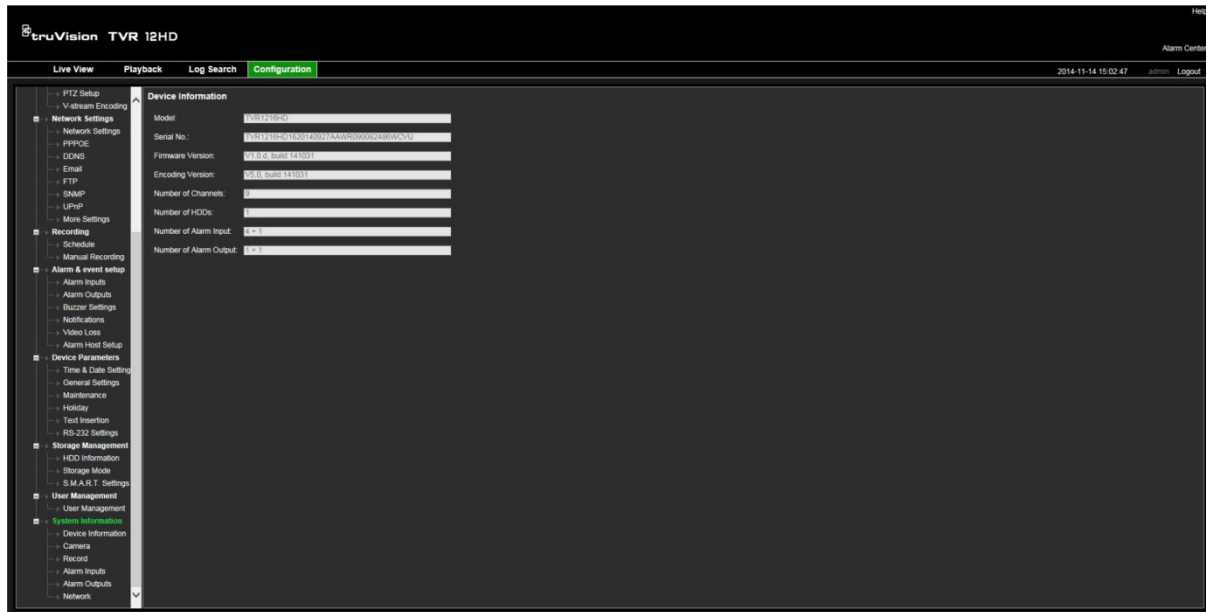 Help
truVision TVR 12HD
Alarm Center
Live View Playback Log Search Configuration 2014-11-14 15:02:47 admin Logout
PTZ Setup
V-stream Encoding
Network Settings
Network Settings
PPPOE
DDNS
Email
FTP
SNMP
UPnP
More Settings
Recording
Schedule
Manual Recording
Alarm & event setup
Alarm Inputs
Alarm Outputs
Buzzer Settings
Notifications
Video Loss
Alarm Host Setup
Device Parameters
Time & Date Setting
General Settings
Maintenance
Holiday
Text Insertion
RS-232 Settings
Storage Management
HDD Information
Storage Mode
S.M.A.R.T. Settings
User Management
User Management
System Information
Device Information
Camera
Record
Alarm Inputs
Alarm Outputs
Network
Device Information
Model: TVR1216HD
Serial No.: TVR1216HD1620140927AAWR090082486WCVU
Firmware Version: V1.0.d, build 141031
Encoding Version: V5.0, build 141031
Number of Channels: 9
Number of HDDs: 1
Number of Alarm Input: 4 + 1
Number of Alarm Output: 1 + 1